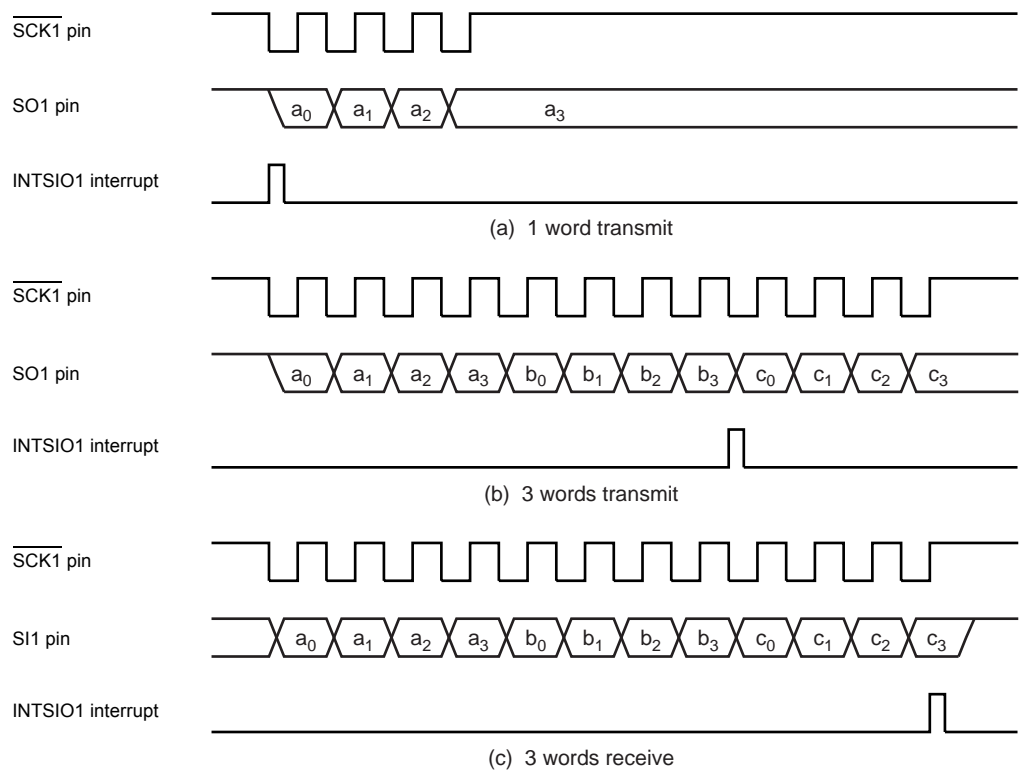 SCK1 pin
SO1 pin
a0 a1 a2 a3
INTSIO1 interrupt
(a) 1 word transmit
SCK1 pin
SO1 pin
a0 a1 a2 a3 b0 b1 b2 b3 c0 c1 c2 c3
INTSIO1 interrupt
(b) 3 words transmit
SCK1 pin
SI1 pin
a0 a1 a2 a3 b0 b1 b2 b3 c0 c1 c2 c3
INTSIO1 interrupt
(c) 3 words receive